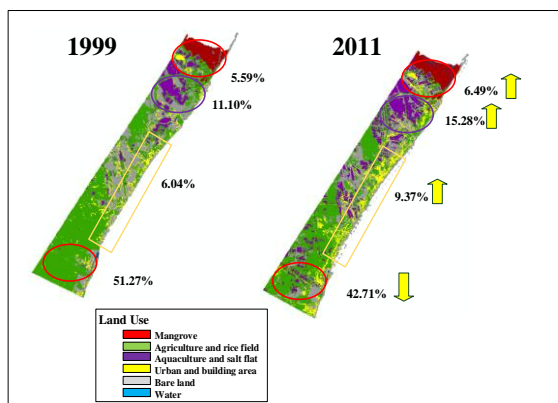 1999
2011
5.59%
11.10%
6.04%
51.27%
6.49%
15.28%
9.37%
42.71%
Land Use
Mangrove
Agriculture and rice field
Aquaculture and salt flat
Urban and building area
Bare land
Water